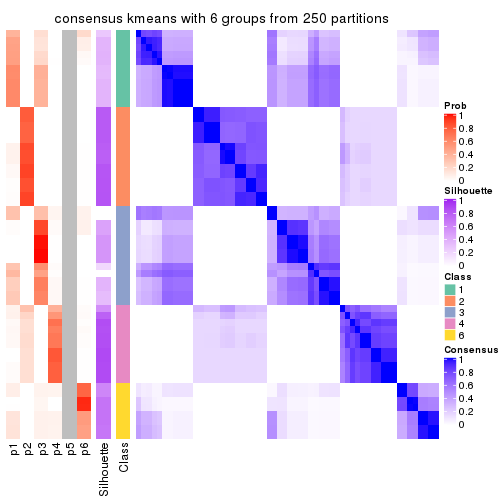 consensus kmeans with 6 groups from 250 partitions
Prob
1
0.8
0.6
0.4
0.2
0
Silhouette
1
0.8
0.6
0.4
0.2
0
Class
1
2
3
4
6
Consensus
1
0.8
0.6
0.4
0.2
0
p1
p2
p3
p4
p5
p6
Silhouette
Class